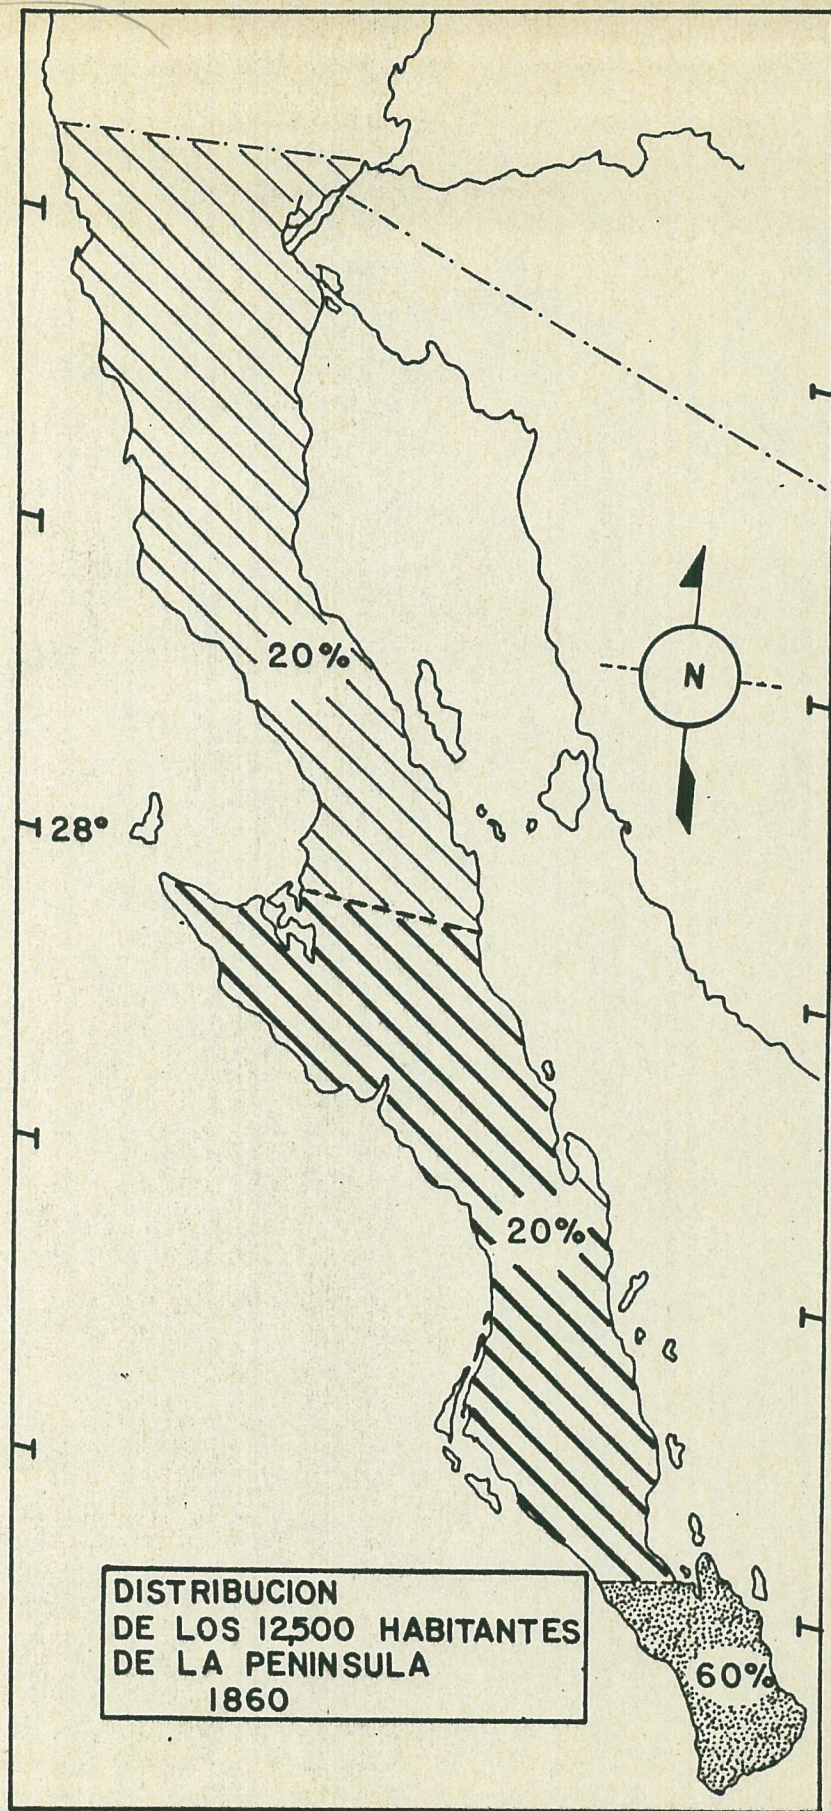 20%
N
28°
20%
DISTRIBUCION
DE LOS 12,500 HABITANTES
DE LA PENINSULA
1860
60%